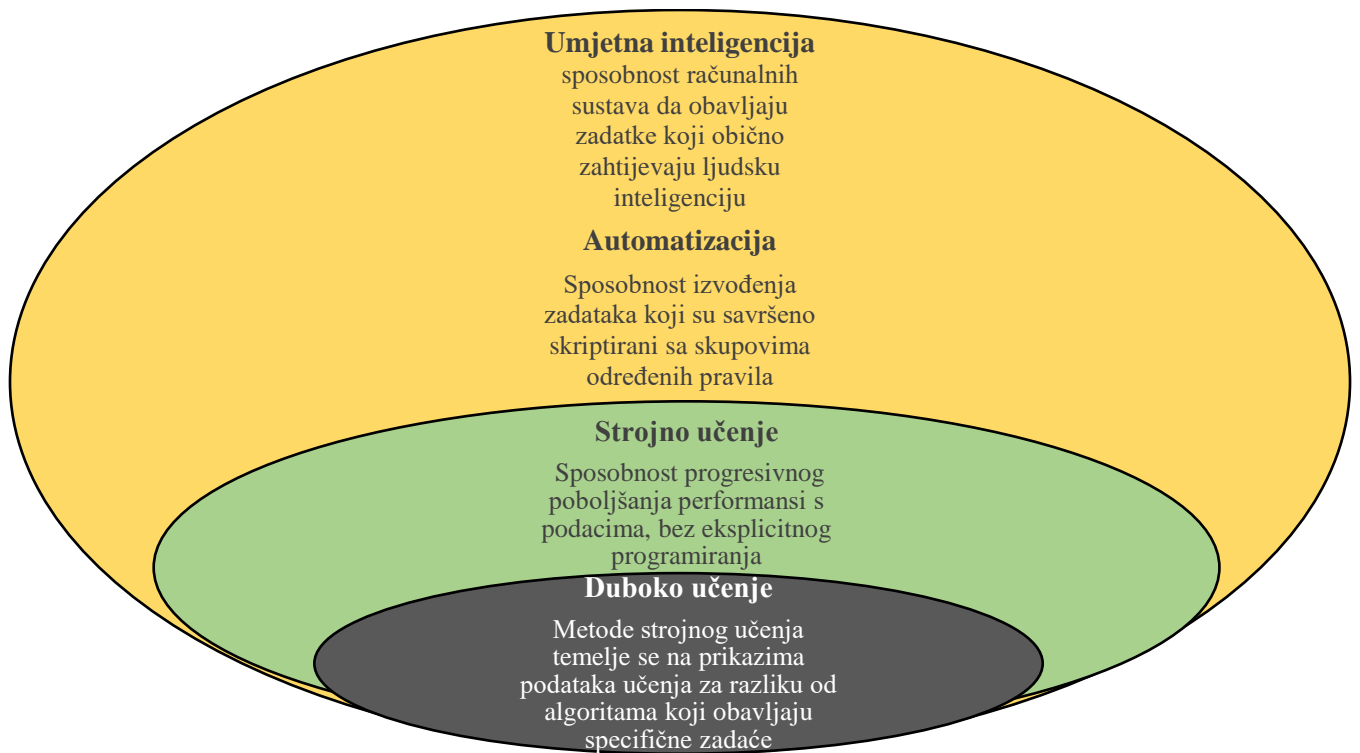 Umjetna inteligencija
sposobnost računalnih
sustava da obavljaju
zadatke koji obično
zahtijevaju ljudsku
inteligenciju
Automatizacija
Sposobnost izvođenja
zadataka koji su savršeno
skriptirani sa skupovima
određenih pravila
Strojno učenje
Sposobnost progresivnog
poboljšanja performansi s
podacima, bez eksplicitnog
programiranja
Duboko učenje
Metode strojnog učenja
temelje se na prikazima
podataka učenja za razliku od
algoritama koji obavljaju
specifične zadaće